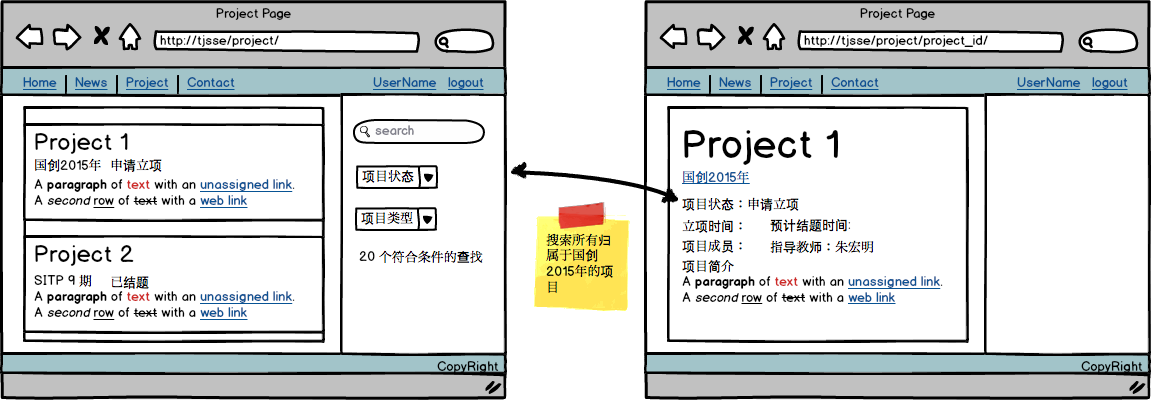 Project Page
http://tjsse/project/
Home News Project Contact UserName logout
Project 1
国创2015年 申请立项
A paragraph of text with an unassigned link.
A second row of text with a web link
Project 2
SITP 9 期 已结题
A paragraph of text with an unassigned link.
A second row of text with a web link
search
项目状态
项目类型
20 个符合条件的查找
CopyRight
搜索所有归
属于国创
2015年的项
目
Project Page
http://tjsse/project/project_id/
Home News Project Contact UserName logout
Project 1
国创2015年
项目状态：申请立项
立项时间： 预计结题时间:
项目成员： 指导教师：朱宏明
项目简介
A paragraph of text with an unassigned link.
A second row of text with a web link
CopyRight